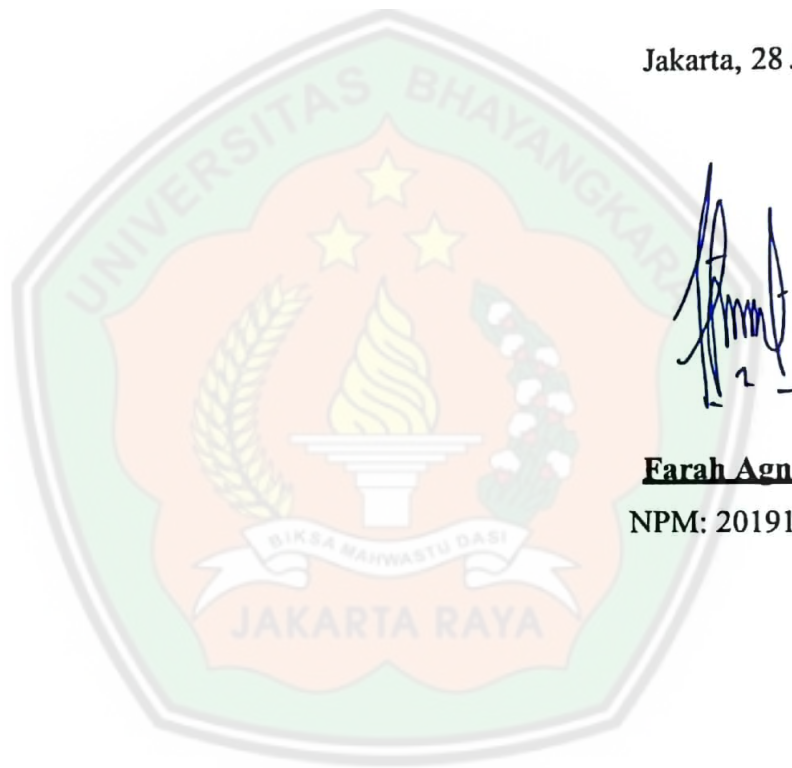 Jakarta, 28
UNIVERSITAS BHAYANGKARA
Farah Agn
NPM: 20191
BIKSA MAHWASTU DASI
JAKARTA RAYA